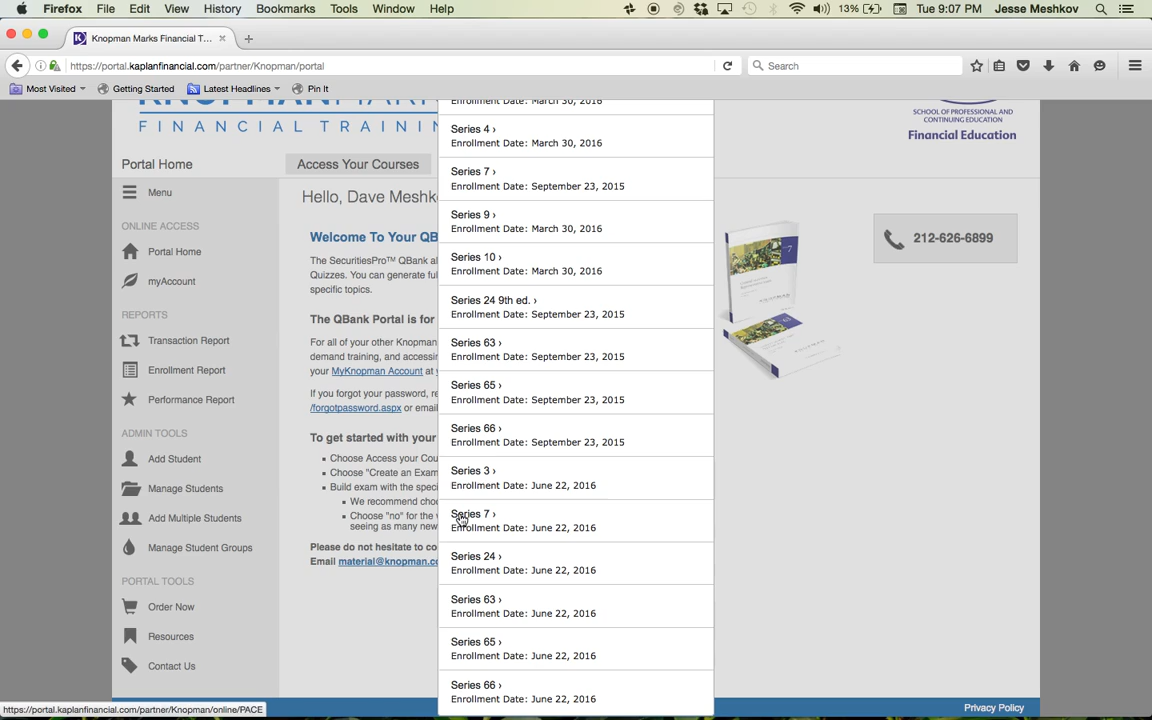 Firefox File Edit View History Bookmarks Tools Window Help 13% Tue 9:07 PM Jesse Meshkov
Knopman Marks Financial T...
https://portal.kaplanfinancial.com/partner/Knopman/portal
Search
Most Visited Getting Started Latest Headlines Pin It
FINANCIAL TRAININ
SCHOOL OF PROFESSIONAL AND
CONTINUING EDUCATION
Financial Education
Portal Home
Access Your Courses
Menu
ONLINE ACCESS
Portal Home
myAccount
REPORTS
Transaction Report
Enrollment Report
Performance Report
ADMIN TOOLS
Add Student
Manage Students
Add Multiple Students
Manage Student Groups
PORTAL TOOLS
Order Now
Resources
Contact Us
Hello, Dave Meshk
Welcome To Your QB
The SecuritiesPro™ QBank al
Quizzes. You can generate ful
specific topics.
The QBank Portal is for
For all of your other Knopman
demand training, and accessin
your MyKnopman Account at
If you forgot your password, re
/forgotpassword.aspx or email
To get started with your
Choose Access your Cou
Choose "Create an Exam
Build exam with the speci
We recommend choo
Choose "no" for the
seeing as many new
Please do not hesitate to co
Email material@knopman.co
Enrollment Date: March 30, 2016
Series 4 ›
Enrollment Date: March 30, 2016
Series 7 ›
Enrollment Date: September 23, 2015
Series 9 ›
Enrollment Date: March 30, 2016
Series 10 ›
Enrollment Date: March 30, 2016
Series 24 9th ed. ›
Enrollment Date: September 23, 2015
Series 63 ›
Enrollment Date: September 23, 2015
Series 65 ›
Enrollment Date: September 23, 2015
Series 66 ›
Enrollment Date: September 23, 2015
Series 3 ›
Enrollment Date: June 22, 2016
Series 7 ›
Enrollment Date: June 22, 2016
Series 24 ›
Enrollment Date: June 22, 2016
Series 63 ›
Enrollment Date: June 22, 2016
Series 65 ›
Enrollment Date: June 22, 2016
Series 66 ›
Enrollment Date: June 22, 2016
212-626-6899
https://portal.kaplanfinancial.com/partner/Knopman/online/PACE
Privacy Policy